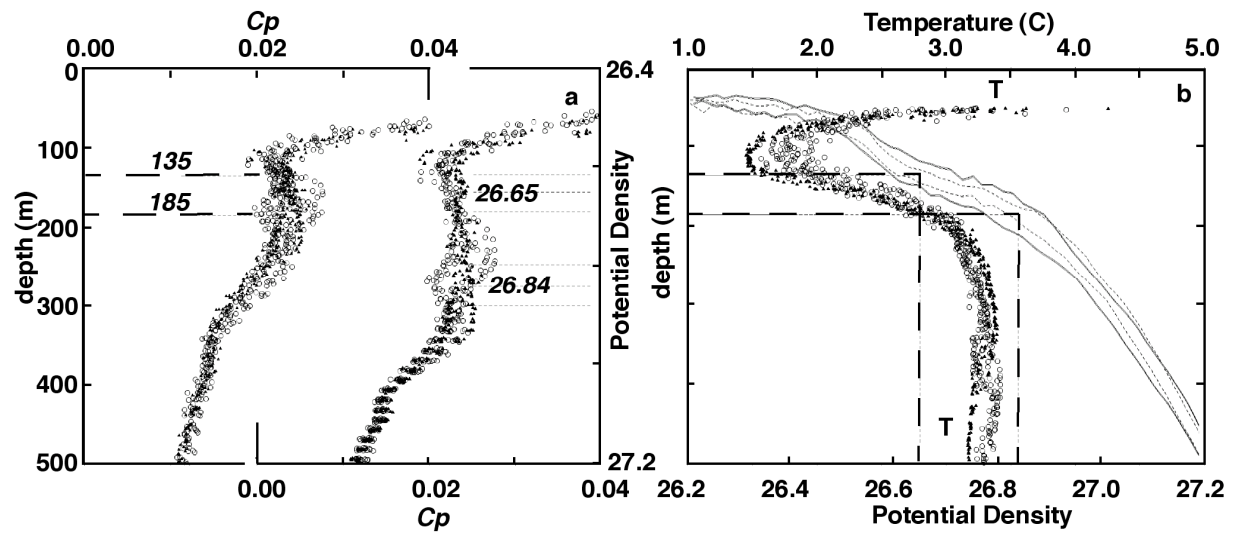 Cp
0.00 0.02 0.04
0 26.4
a
100
135
26.65
185
200
26.84
300
400
500 27.2
depth (m)
Potential Density
0.00 0.02 0.04
Cp
Temperature (C)
1.0 2.0 3.0 4.0 5.0
T b
depth (m)
T
26.2 26.4 26.6 26.8 27.0 27.2
Potential Density